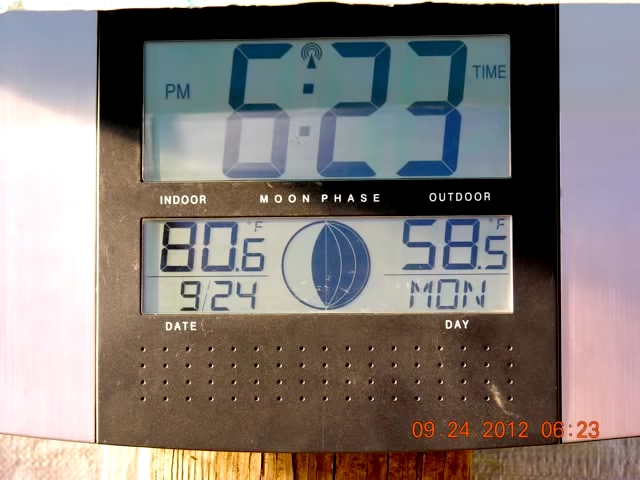 PM 6:23 TIME
INDOOR MOON PHASE OUTDOOR
80.6 °F 58.5 °F
9/24 MON
DATE DAY
09.24.2012 06:23